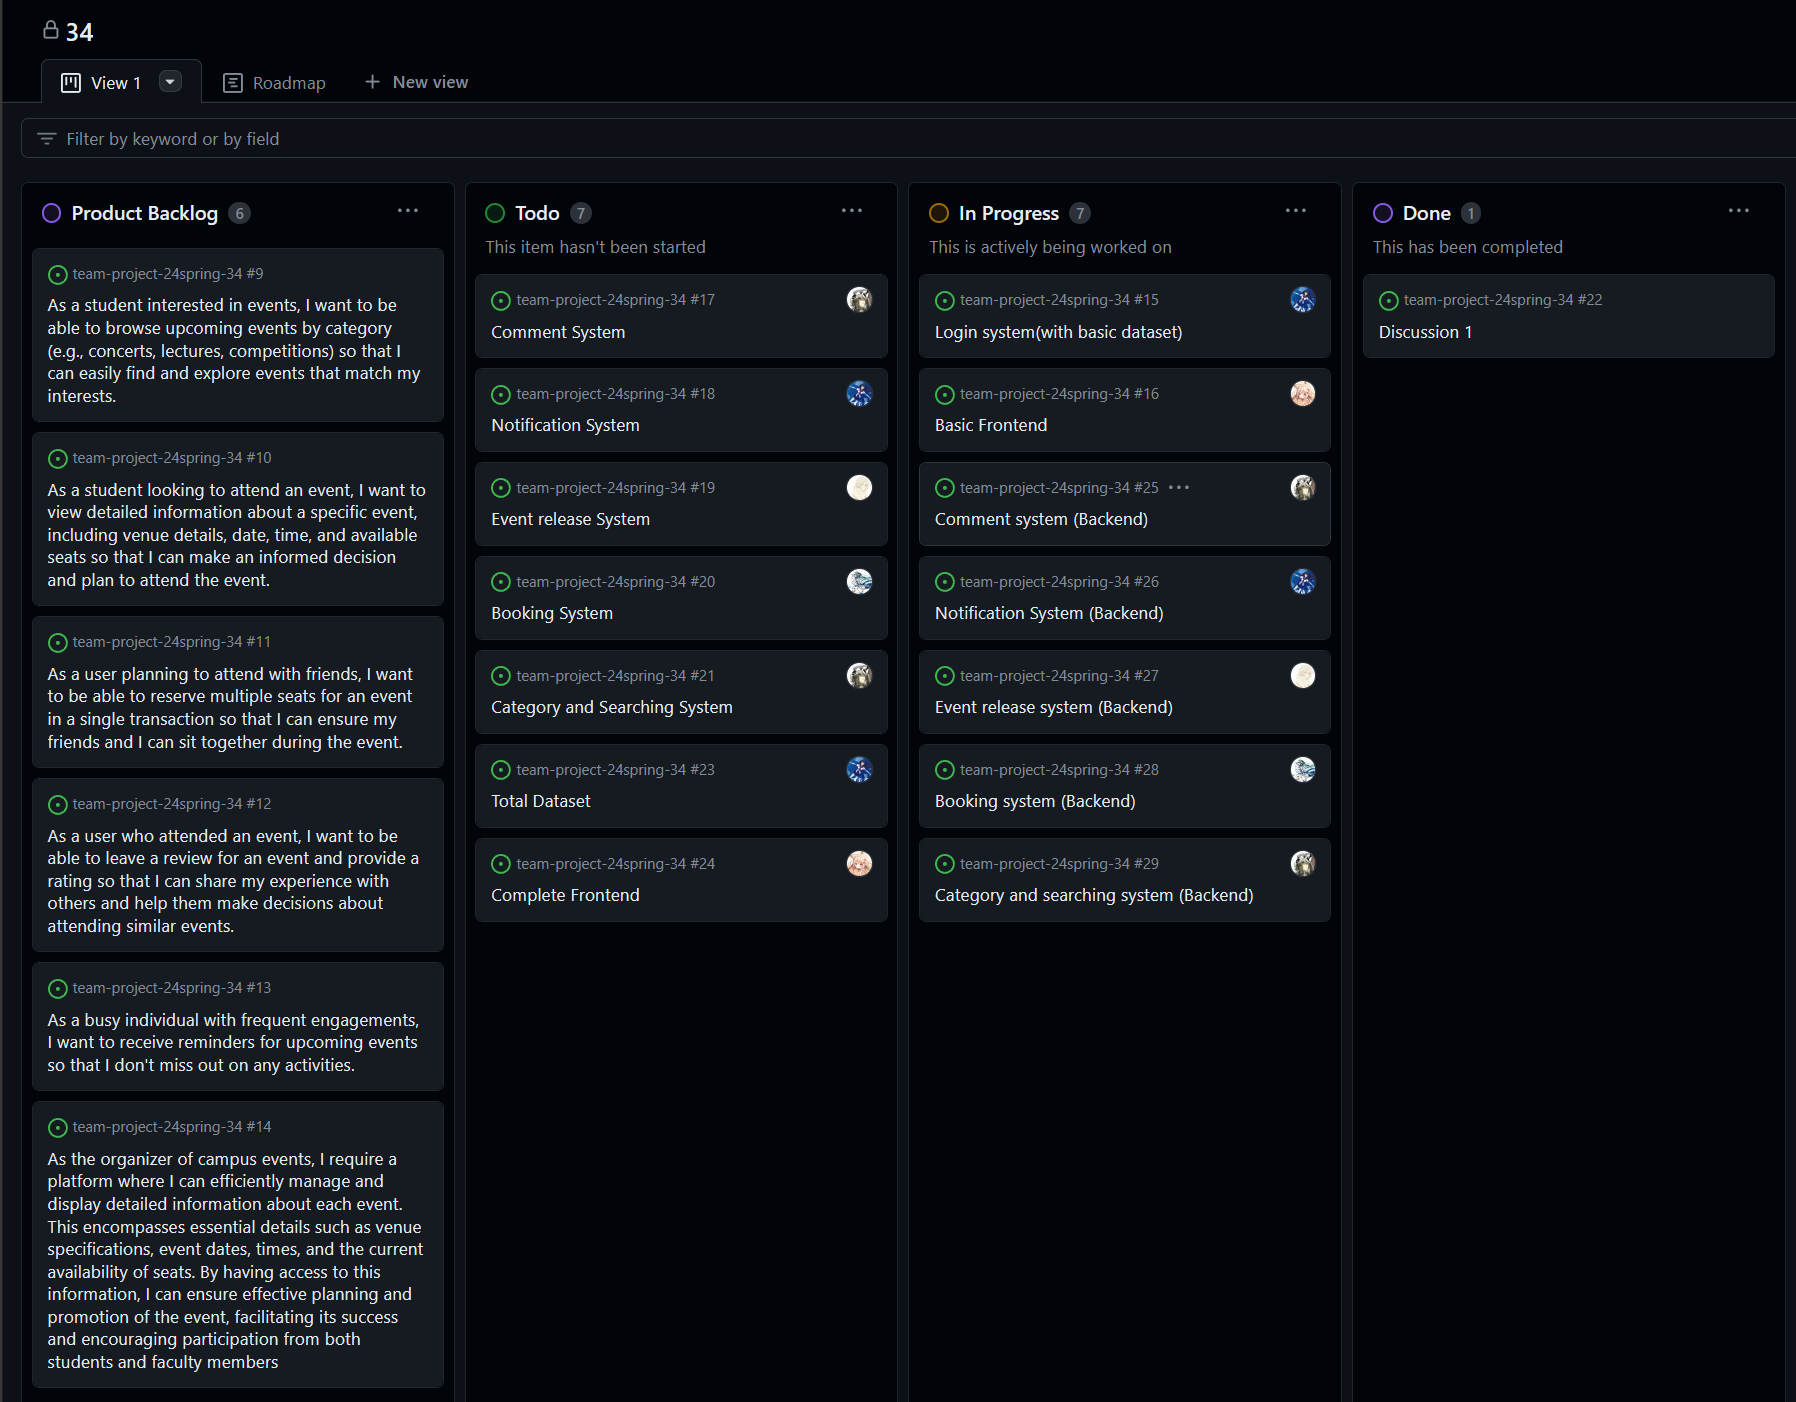 34
View 1
Roadmap
New view
Filter by keyword or by field
Product Backlog 6
team-project-24spring-34 #9
As a student interested in events, I want to be
able to browse upcoming events by category
(e.g., concerts, lectures, competitions) so that I
can easily find and explore events that match my
interests.
team-project-24spring-34 #10
As a student looking to attend an event, I want to
view detailed information about a specific event,
including venue details, date, time, and available
seats so that I can make an informed decision
and plan to attend the event.
team-project-24spring-34 #11
As a user planning to attend with friends, I want
to be able to reserve multiple seats for an event
in a single transaction so that I can ensure my
friends and I can sit together during the event.
team-project-24spring-34 #12
As a user who attended an event, I want to be
able to leave a review for an event and provide a
rating so that I can share my experience with
others and help them make decisions about
attending similar events.
team-project-24spring-34 #13
As a busy individual with frequent engagements,
I want to receive reminders for upcoming events
so that I don't miss out on any activities.
team-project-24spring-34 #14
As the organizer of campus events, I require a
platform where I can efficiently manage and
display detailed information about each event.
This encompasses essential details such as venue
specifications, event dates, times, and the current
availability of seats. By having access to this
information, I can ensure effective planning and
promotion of the event, facilitating its success
and encouraging participation from both
students and faculty members
Todo 7
This item hasn't been started
team-project-24spring-34 #17
Comment System
team-project-24spring-34 #18
Notification System
team-project-24spring-34 #19
Event release System
team-project-24spring-34 #20
Booking System
team-project-24spring-34 #21
Category and Searching System
team-project-24spring-34 #23
Total Dataset
team-project-24spring-34 #24
Complete Frontend
In Progress 7
This is actively being worked on
team-project-24spring-34 #15
Login system(with basic dataset)
team-project-24spring-34 #16
Basic Frontend
team-project-24spring-34 #25
Comment system (Backend)
team-project-24spring-34 #26
Notification System (Backend)
team-project-24spring-34 #27
Event release system (Backend)
team-project-24spring-34 #28
Booking system (Backend)
team-project-24spring-34 #29
Category and searching system (Backend)
Done 1
This has been completed
team-project-24spring-34 #22
Discussion 1